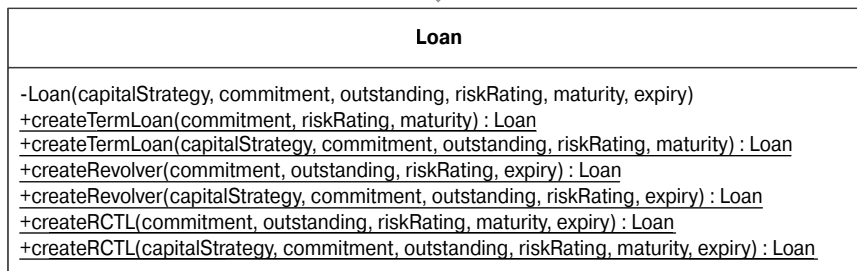 Loan
-Loan(capitalStrategy, commitment, outstanding, riskRating, maturity, expiry)
+createTermLoan(commitment, riskRating, maturity) : Loan
+createTermLoan(capitalStrategy, commitment, outstanding, riskRating, maturity) : Loan
+createRevolver(commitment, outstanding, riskRating, expiry) : Loan
+createRevolver(capitalStrategy, commitment, outstanding, riskRating, expiry) : Loan
+createRCTL(commitment, outstanding, riskRating, maturity, expiry) : Loan
+createRCTL(capitalStrategy, commitment, outstanding, riskRating, maturity, expiry) : Loan